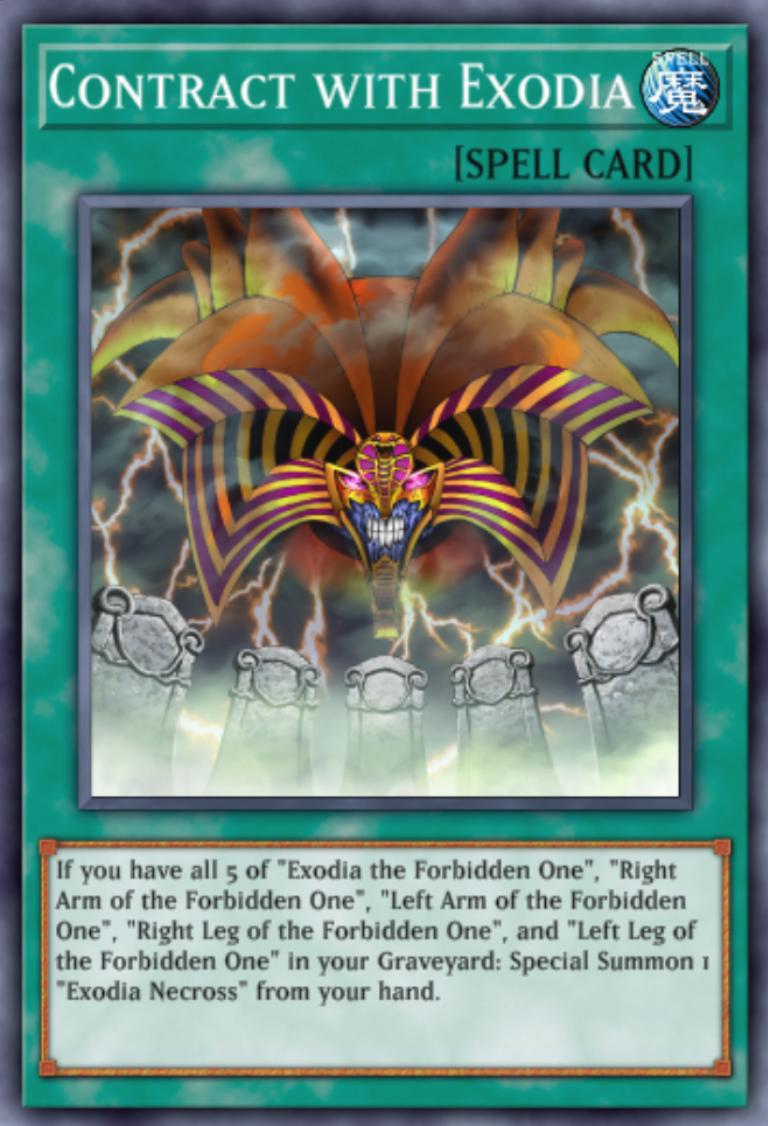 CONTRACT WITH EXODIA
SPELL
魔
[SPELL CARD]
If you have all 5 of "Exodia the Forbidden One", "Right
Arm of the Forbidden One", "Left Arm of the Forbidden
One", "Right Leg of the Forbidden One", and "Left Leg of
the Forbidden One" in your Graveyard: Special Summon 1
"Exodia Necross" from your hand.